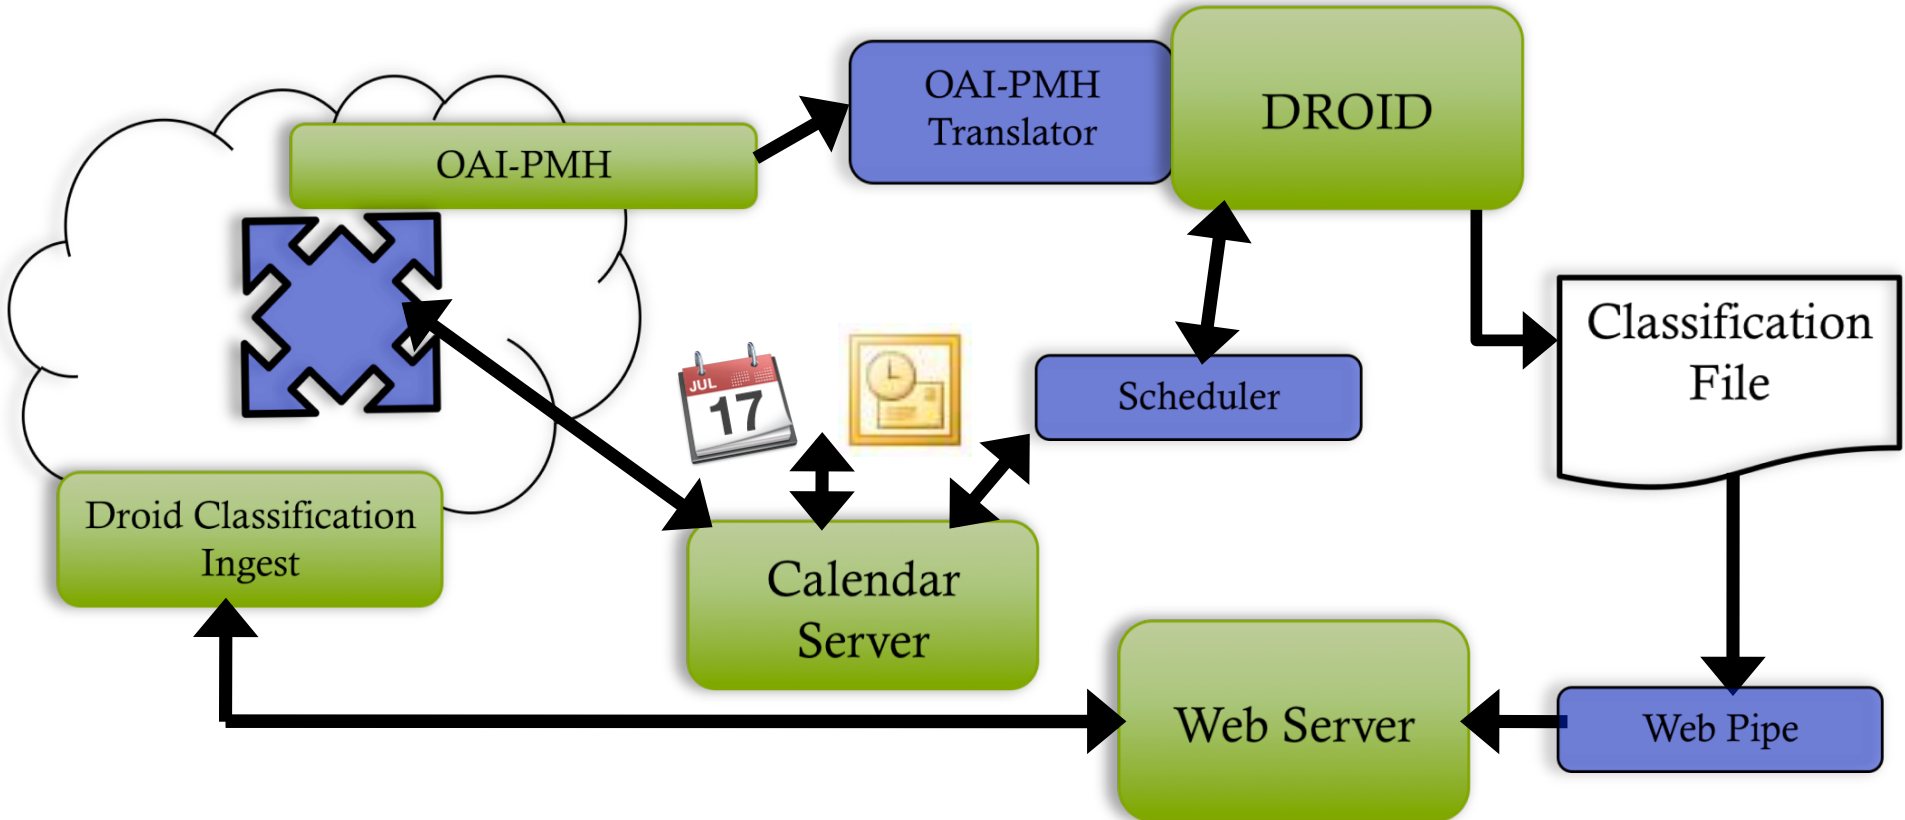 OAI-PMH
Translator
DROID
OAI-PMH
Classification
File
JUL
17
Scheduler
Droid Classification
Ingest
Calendar
Server
Web Server
Web Pipe